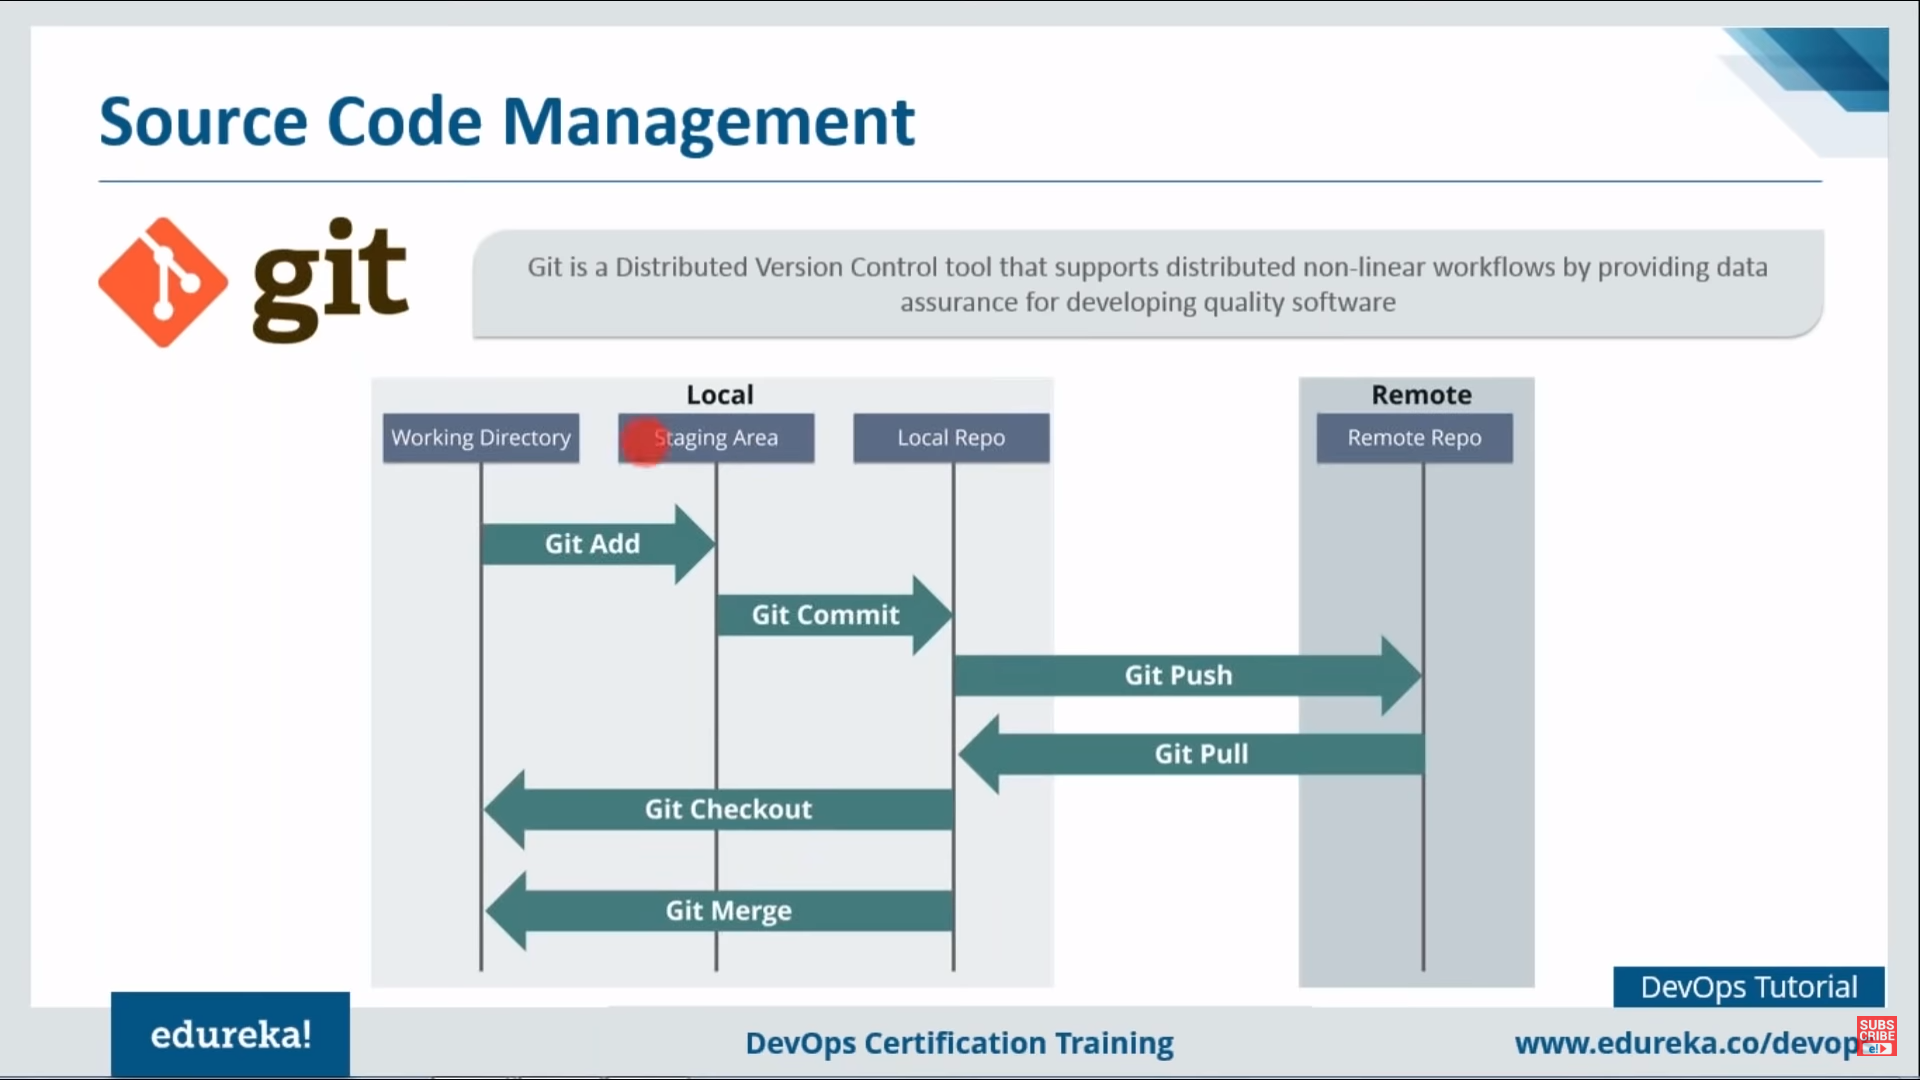 Source Code Management
git
Git is a Distributed Version Control tool that supports distributed non-linear workflows by providing data
assurance for developing quality software
Local
Remote
Working Directory
Staging Area
Local Repo
Remote Repo
Git Add
Git Commit
Git Push
Git Pull
Git Checkout
Git Merge
DevOps Tutorial
edureka!
DevOps Certification Training
www.edureka.co/devop
SUBS
CRIBE
e!